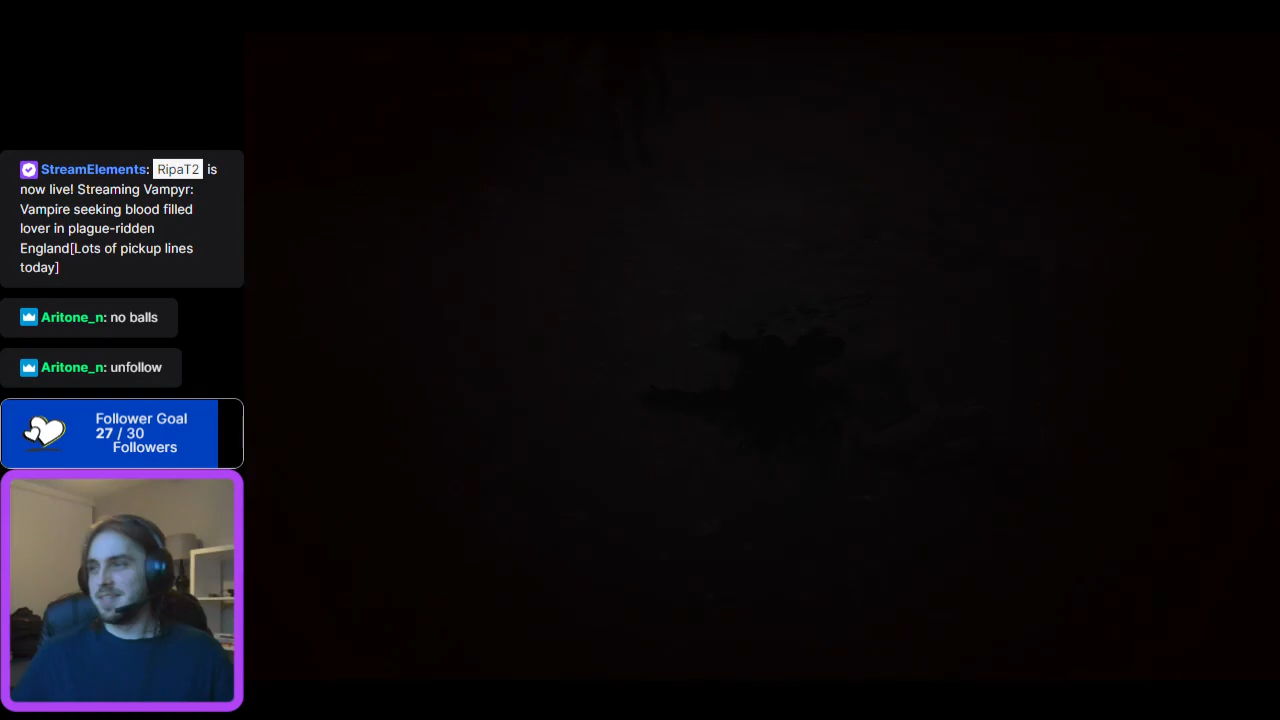 StreamElements: RipaT2 is
now live! Streaming Vampyr:
Vampire seeking blood filled
lover in plague-ridden
England[Lots of pickup lines
today]
Aritone_n: no balls
Aritone_n: unfollow
Follower Goal
27 / 30
Followers